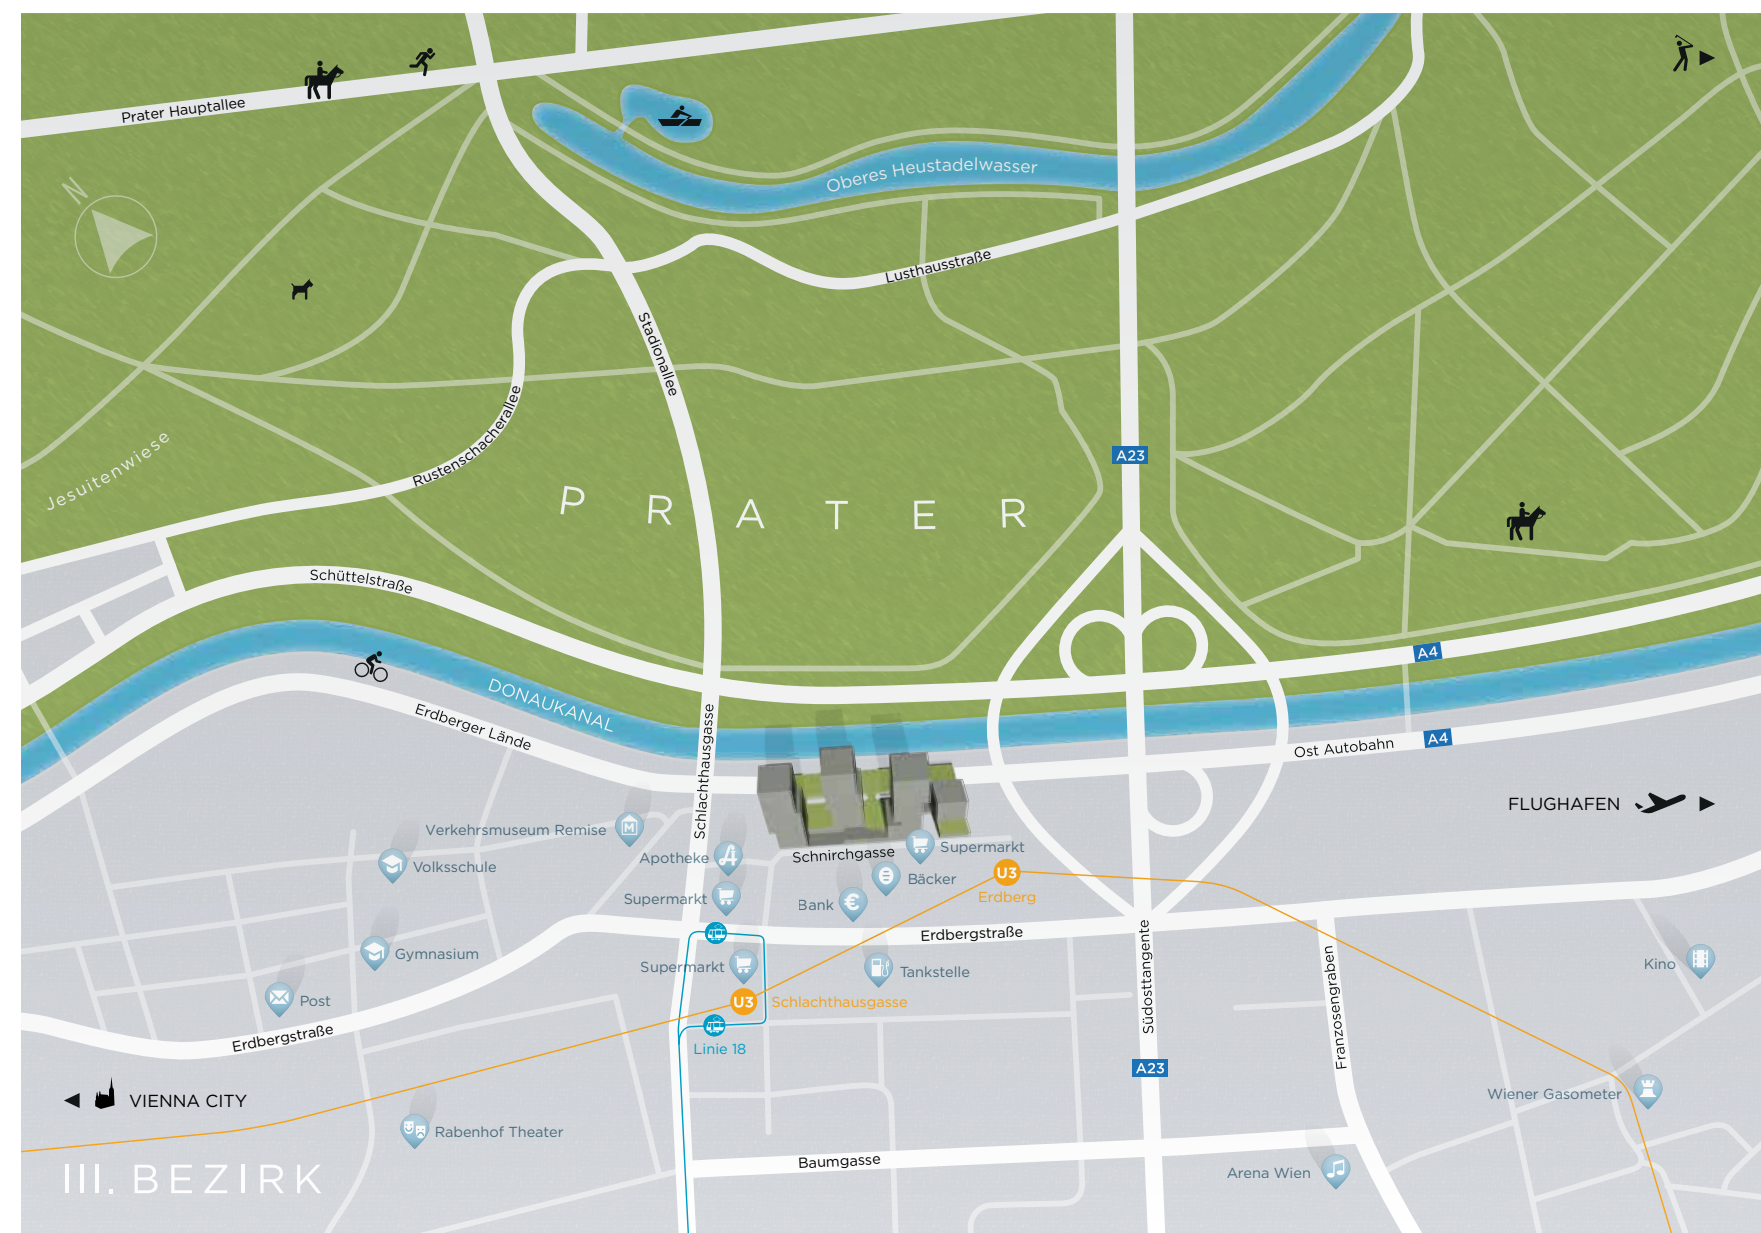 Prater Hauptallee
N
Oberes Heustadelwasser
Lusthausstraße
Stadionallee
Rustenschacherallee
Jesuitenwiese
A23
PRATER
Schüttelstraße
A4
DONAUKANAL
Erdberger Lände
Schlachthausgasse
Ost Autobahn
A4
FLUGHAFEN
Verkehrsmuseum Remise
M
Volksschule
Apotheke
Schnirchgasse
Supermarkt
Bäcker
U3
Erdberg
Supermarkt
Bank
€
Erdbergstraße
Südosttangente
Franzosengraben
Gymnasium
Supermarkt
Tankstelle
Kino
Post
U3
Schlachthausgasse
Erdbergstraße
Linie 18
A23
VIENNA CITY
Wiener Gasometer
Rabenhof Theater
III. BEZIRK
Baumgasse
Arena Wien